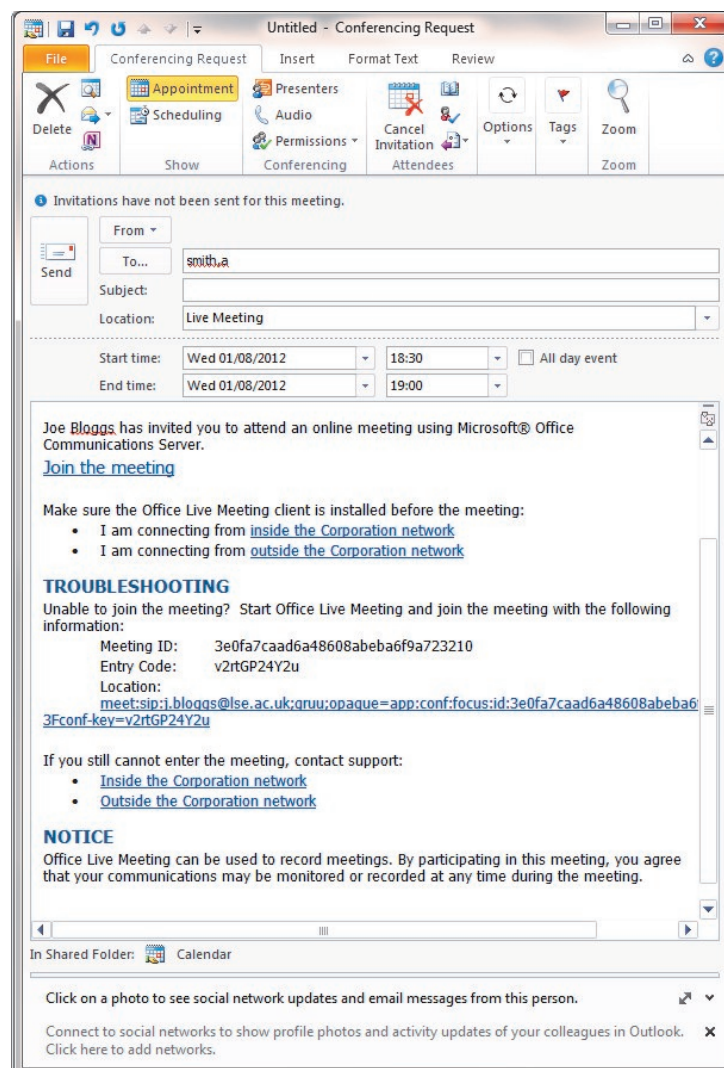 Untitled - Conferencing Request
File Conferencing Request Insert Format Text Review
Delete
Actions
Appointment
Scheduling
Show
Presenters
Audio
Permissions
Conferencing
Cancel Invitation
Attendees
Options
Tags
Zoom
Zoom
Invitations have not been sent for this meeting.
Send
From
To... smith,a
Subject:
Location: Live Meeting
Start time: Wed 01/08/2012 18:30 All day event
End time: Wed 01/08/2012 19:00
Joe Bloggs has invited you to attend an online meeting using Microsoft® Office
Communications Server.
Join the meeting
Make sure the Office Live Meeting client is installed before the meeting:
• I am connecting from inside the Corporation network
• I am connecting from outside the Corporation network
TROUBLESHOOTING
Unable to join the meeting? Start Office Live Meeting and join the meeting with the following
information:
Meeting ID: 3e0fa7caad6a48608abeba6f9a723210
Entry Code: v2rtGP24Y2u
Location:
meet:sip:j.bloggs@lse.ac.uk;gruu;opaque=app:conf:focus:id:3e0fa7caad6a48608abeba6
3Fconf-key=v2rtGP24Y2u
If you still cannot enter the meeting, contact support:
• Inside the Corporation network
• Outside the Corporation network
NOTICE
Office Live Meeting can be used to record meetings. By participating in this meeting, you agree
that your communications may be monitored or recorded at any time during the meeting.
In Shared Folder: Calendar
Click on a photo to see social network updates and email messages from this person.
Connect to social networks to show profile photos and activity updates of your colleagues in Outlook.
Click here to add networks.